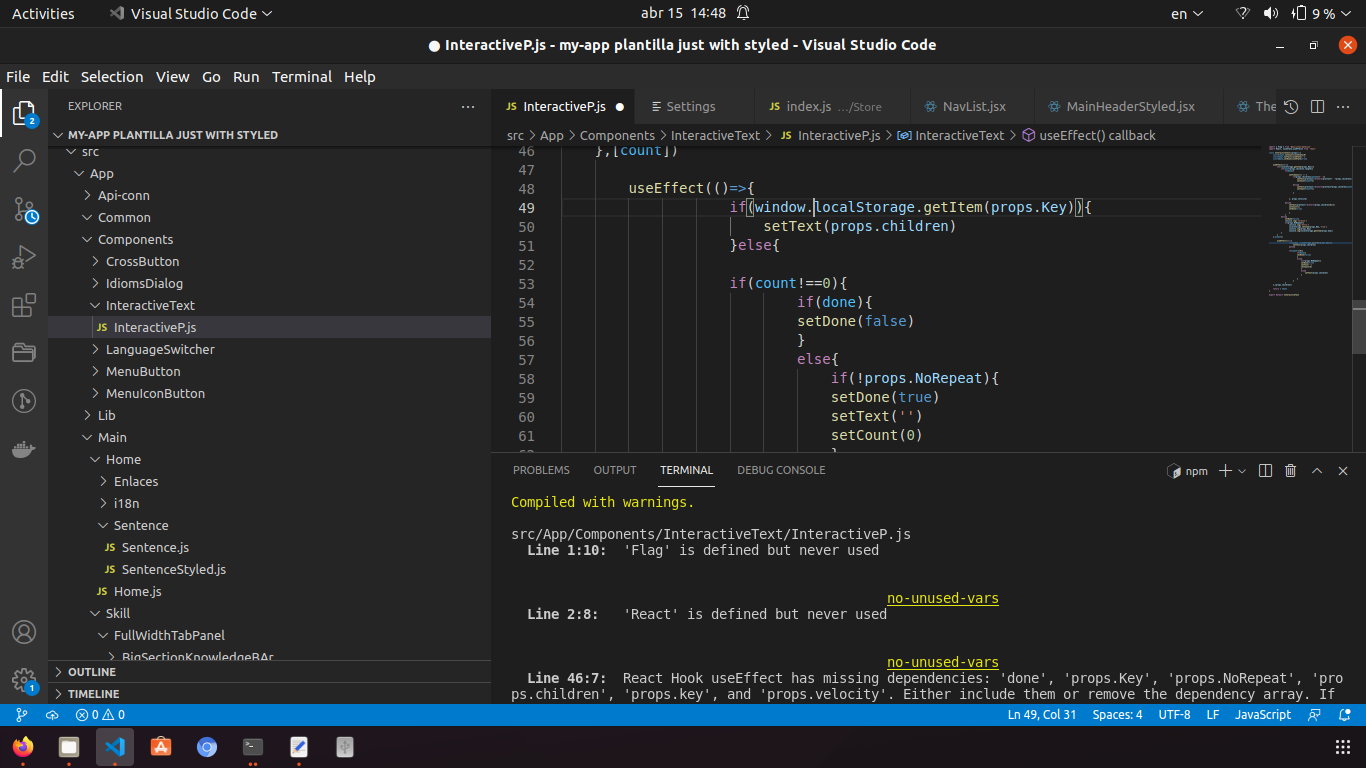 Activities Visual Studio Code abr 15 14:48 en 9 %
● InteractiveP.js - my-app plantilla just with styled - Visual Studio Code
File Edit Selection View Go Run Terminal Help
EXPLORER
MY-APP PLANTILLA JUST WITH STYLED
src
App
Api-conn
Common
Components
CrossButton
IdiomsDialog
InteractiveText
JS InteractiveP.js
LanguageSwitcher
MenuButton
MenuIconButton
Lib
Main
Home
Enlaces
i18n
Sentence
JS Sentence.js
JS SentenceStyled.js
JS Home.js
Skill
FullWidthTabPanel
BigSectionKnowledgeBAr
OUTLINE
TIMELINE
2
1
JS InteractiveP.js ● Settings JS index.js .../Store NavList.jsx MainHeaderStyled.jsx The
src > App > Components > InteractiveText > JS InteractiveP.js > InteractiveText > useEffect() callback
46 },[count])
47
48 useEffect(()=>{
49 if(window.localStorage.getItem(props.Key)){
50 setText(props.children)
51 }else{
52
53 if(count!==0){
54 if(done){
55 setDone(false)
56 }
57 else{
58 if(!props.NoRepeat){
59 setDone(true)
60 setText('')
61 setCount(0)
PROBLEMS OUTPUT TERMINAL DEBUG CONSOLE npm
Compiled with warnings.
src/App/Components/InteractiveText/InteractiveP.js
Line 1:10: 'Flag' is defined but never used
no-unused-vars
Line 2:8: 'React' is defined but never used
no-unused-vars
Line 46:7: React Hook useEffect has missing dependencies: 'done', 'props.Key', 'props.NoRepeat', 'pro
ps.children', 'props.key', and 'props.velocity'. Either include them or remove the dependency array. If
0 0 Ln 49, Col 31 Spaces: 4 UTF-8 LF JavaScript